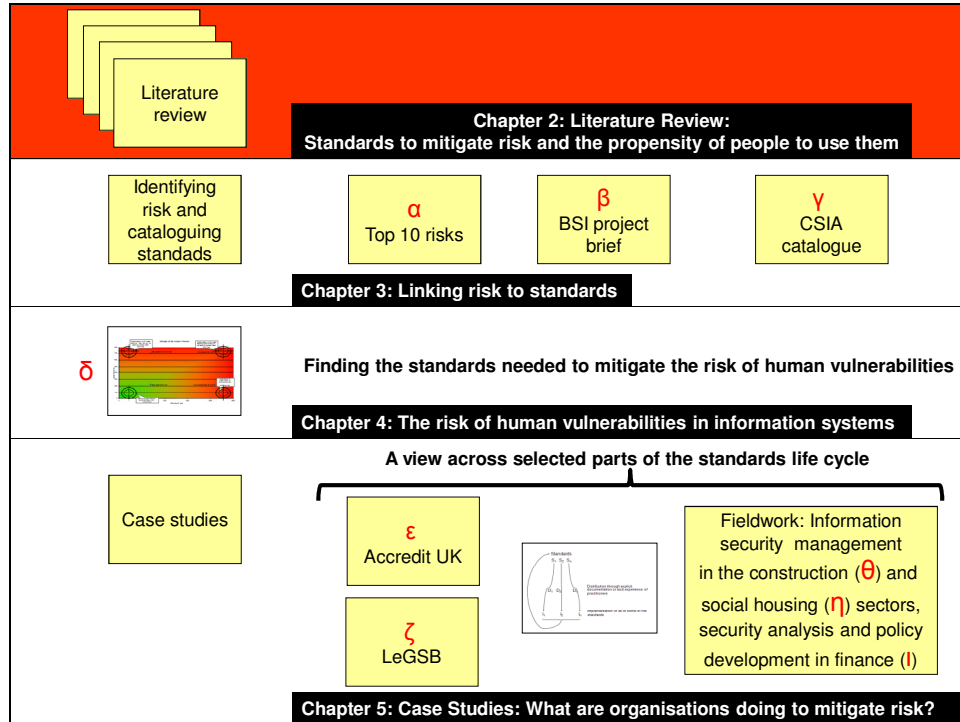 Literature
review
Chapter 2: Literature Review:
Standards to mitigate risk and the propensity of people to use them
Identifying
risk and
cataloguing
standads
α
Top 10 risks
β
BSI project
brief
γ
CSIA
catalogue
Chapter 3: Linking risk to standards
δ
Finding the standards needed to mitigate the risk of human vulnerabilities
Chapter 4: The risk of human vulnerabilities in information systems
A view across selected parts of the standards life cycle
Case studies
ε
Accredit UK
ζ
LeGSB
Standards
Fieldwork: Information
security management
in the construction (θ) and
social housing (η) sectors,
security analysis and policy
development in finance (ι)
Chapter 5: Case Studies: What are organisations doing to mitigate risk?